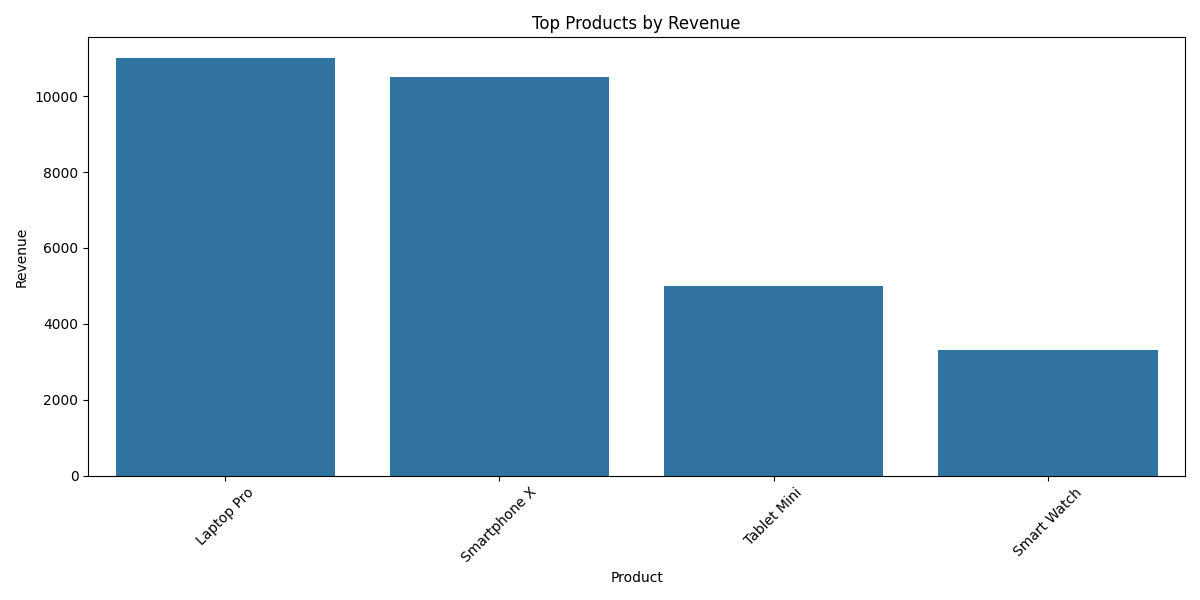 Top Products by Revenue
10000
8000
6000
4000
2000
0
Revenue
Laptop Pro
Smartphone X
Tablet Mini
Smart Watch
Product